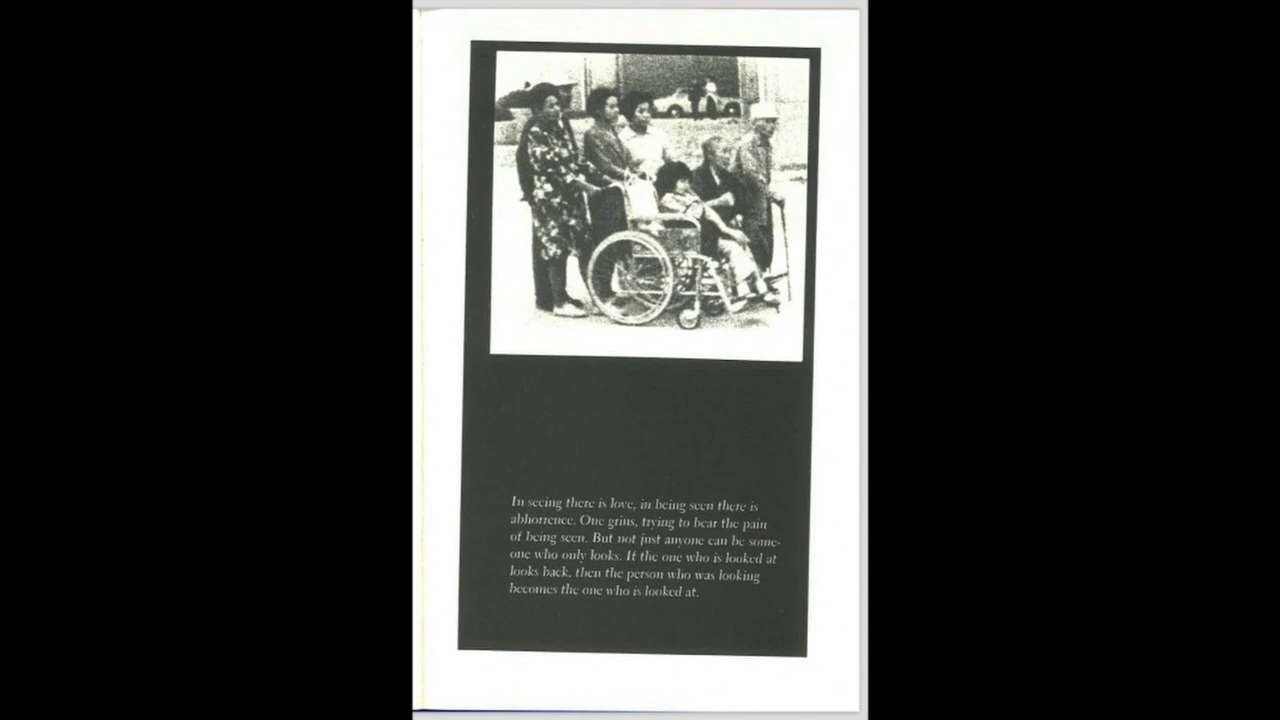 In seeing there is love, in being seen there is
abhorrence. One grins, trying to bear the pain
of being seen. But not just anyone can be some-
one who only looks. If the one who is looked at
looks back, then the person who was looking
becomes the one who is looked at.